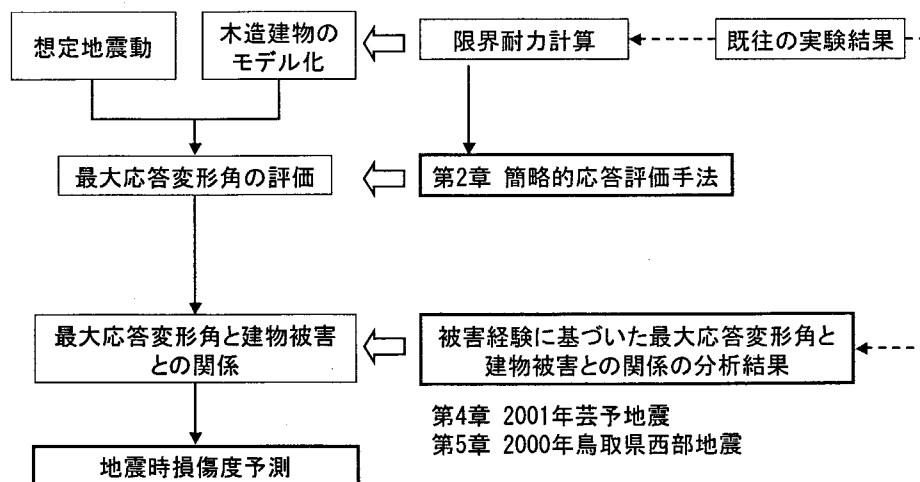 想定地震動
木造建物の
モデル化
限界耐力計算
既往の実験結果
最大応答変形角の評価
第2章 簡略的応答評価手法
最大応答変形角と建物被害
との関係
被害経験に基づいた最大応答変形角と
建物被害との関係の分析結果
第4章 2001年芸予地震
第5章 2000年鳥取県西部地震
地震時損傷度予測